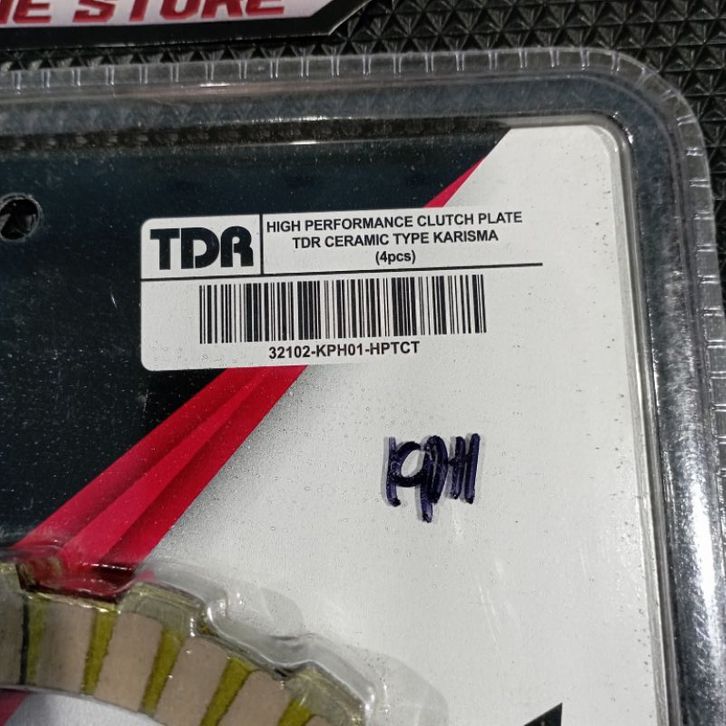 STORE
TDR
HIGH PERFORMANCE CLUTCH PLATE
TDR CERAMIC TYPE KARISMA
(4pcs)
32102-KPH01-HPTCT
KPH